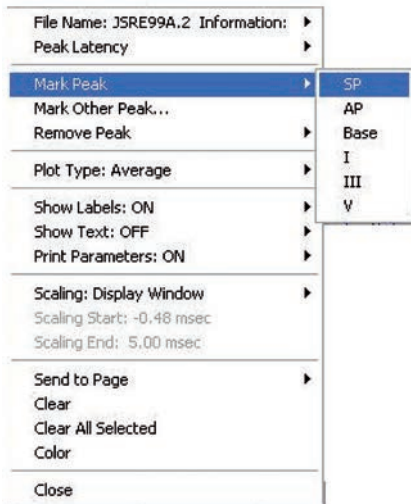 File Name: JSRE99A.2 Information:
Peak Latency
Mark Peak
Mark Other Peak...
Remove Peak
Plot Type: Average
Show Labels: ON
Show Text: OFF
Print Parameters: ON
Scaling: Display Window
Scaling Start: -0.48 msec
Scaling End: 5.00 msec
Send to Page
Clear
Clear All Selected
Color
Close
SP
AP
Base
I
III
V